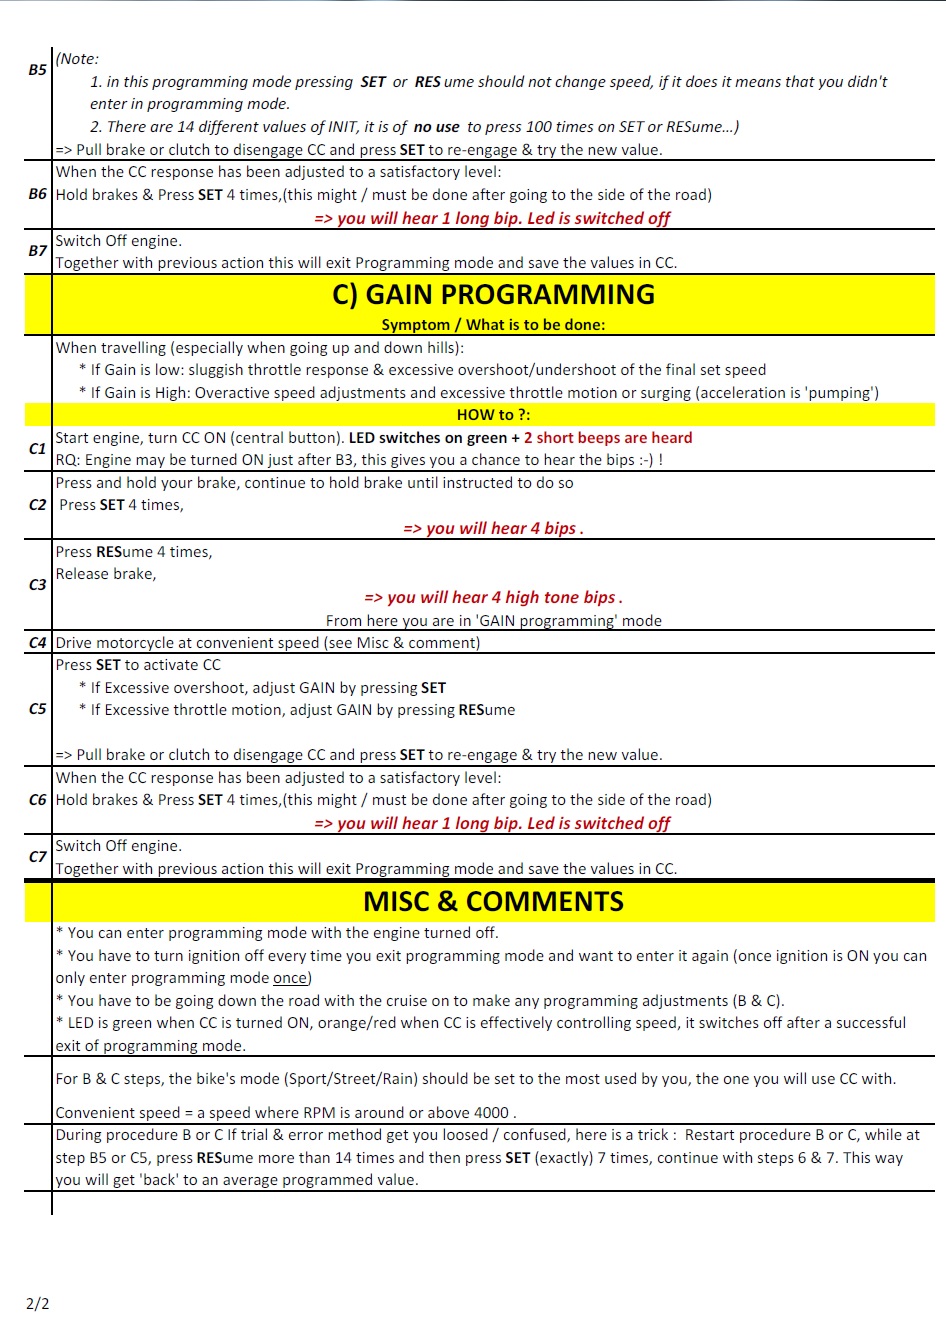 (Note:
B5
1. in this programming mode pressing SET or RESume should not change speed, if it does it means that you didn't
enter in programming mode.
2. There are 14 different values of INIT, it is of no use to press 100 times on SET or RESume...)
=> Pull brake or clutch to disengage CC and press SET to re-engage & try the new value.
When the CC response has been adjusted to a satisfactory level:
B6 Hold brakes & Press SET 4 times,(this might / must be done after going to the side of the road)
=> you will hear 1 long bip. Led is switched off
Switch Off engine.
B7
Together with previous action this will exit Programming mode and save the values in CC.
C) GAIN PROGRAMMING
Symptom / What is to be done:
When travelling (especially when going up and down hills):
* If Gain is low: sluggish throttle response & excessive overshoot/undershoot of the final set speed
* If Gain is High: Overactive speed adjustments and excessive throttle motion or surging (acceleration is 'pumping')
HOW to ?:
Start engine, turn CC ON (central button). LED switches on green + 2 short beeps are heard
C1
RQ: Engine may be turned ON just after B3, this gives you a chance to hear the bips :-) !
Press and hold your brake, continue to hold brake until instructed to do so
C2 Press SET 4 times,
=> you will hear 4 bips .
Press RESume 4 times,
Release brake,
C3
=> you will hear 4 high tone bips .
From here you are in 'GAIN programming' mode
C4 Drive motorcycle at convenient speed (see Misc & comment)
Press SET to activate CC
* If Excessive overshoot, adjust GAIN by pressing SET
C5 * If Excessive throttle motion, adjust GAIN by pressing RESume
=> Pull brake or clutch to disengage CC and press SET to re-engage & try the new value.
When the CC response has been adjusted to a satisfactory level:
C6 Hold brakes & Press SET 4 times,(this might / must be done after going to the side of the road)
=> you will hear 1 long bip. Led is switched off
Switch Off engine.
C7
Together with previous action this will exit Programming mode and save the values in CC.
MISC & COMMENTS
* You can enter programming mode with the engine turned off.
* You have to turn ignition off every time you exit programming mode and want to enter it again (once ignition is ON you can
only enter programming mode once)
* You have to be going down the road with the cruise on to make any programming adjustments (B & C).
* LED is green when CC is turned ON, orange/red when CC is effectively controlling speed, it switches off after a successful
exit of programming mode.
For B & C steps, the bike's mode (Sport/Street/Rain) should be set to the most used by you, the one you will use CC with.
Convenient speed = a speed where RPM is around or above 4000 .
During procedure B or C If trial & error method get you loosed / confused, here is a trick : Restart procedure B or C, while at
step B5 or C5, press RESume more than 14 times and then press SET (exactly) 7 times, continue with steps 6 & 7. This way
you will get 'back' to an average programmed value.
2/2